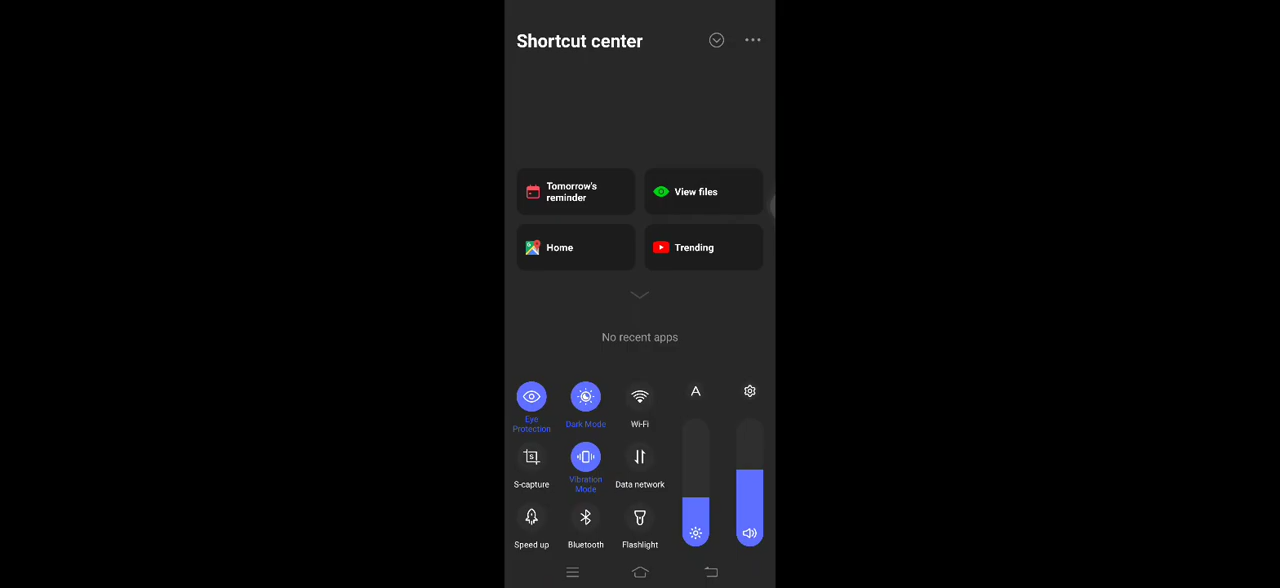 Shortcut center
Tomorrow's
reminder
View files
Home
Trending
No recent apps
A
Eye
Protection
Dark Mode
Wi-Fi
S
S-capture
Vibration
Mode
Data network
Speed up
Bluetooth
Flashlight